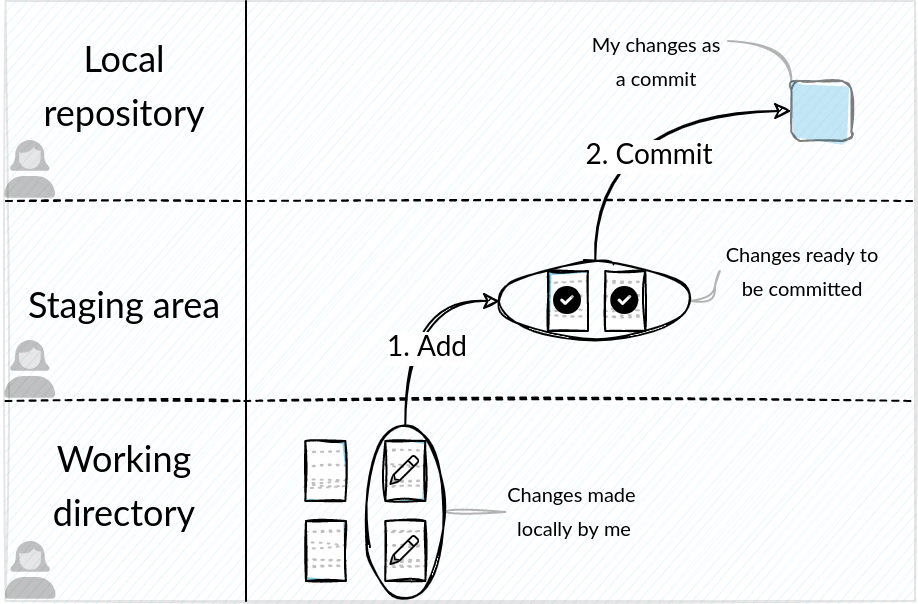 Local
repository
My changes as
a commit
2. Commit
Staging area
Changes ready to
be committed
1. Add
Working
directory
Changes made
locally by me